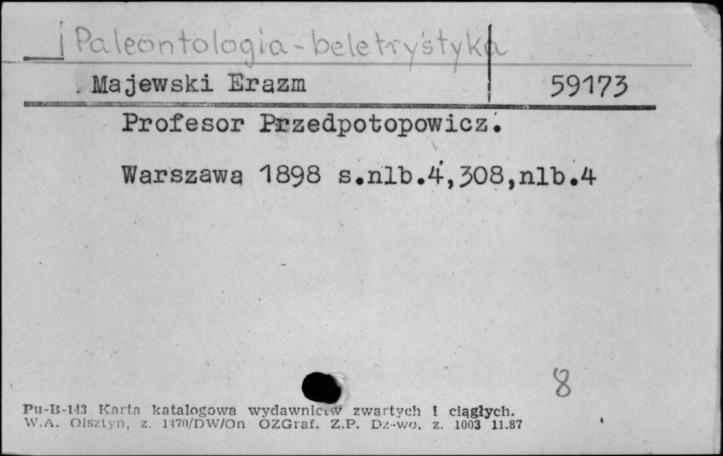 Paleontologia-beletrystyka
Majewski Erazm 59173
Profesor Przedpotopowicz.
Warszawa 1898 s.nlb.4,308,nlb.4
8
Pu-B-143 Karta katalogowa wydawnictw zwartych i ciągłych.
W.A. Olsztyn, z. 1470/DW/On OZGraf. Z.P. Dz-wo. z. 1003 11.87